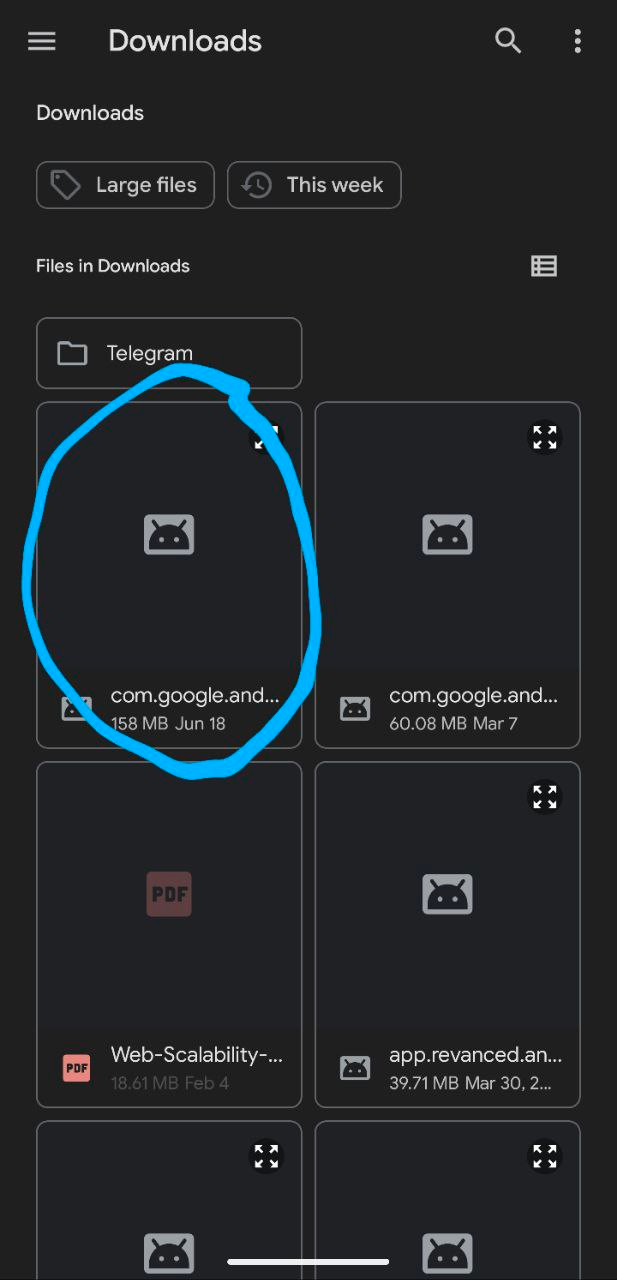 Downloads
Downloads
Large files
This week
Files in Downloads
Telegram
com.google.and...
158 MB Jun 18
com.google.and...
60.08 MB Mar 7
PDF
PDF
Web-Scalability-...
18.61 MB Feb 4
app.revanced.an...
39.71 MB Mar 30, 2...